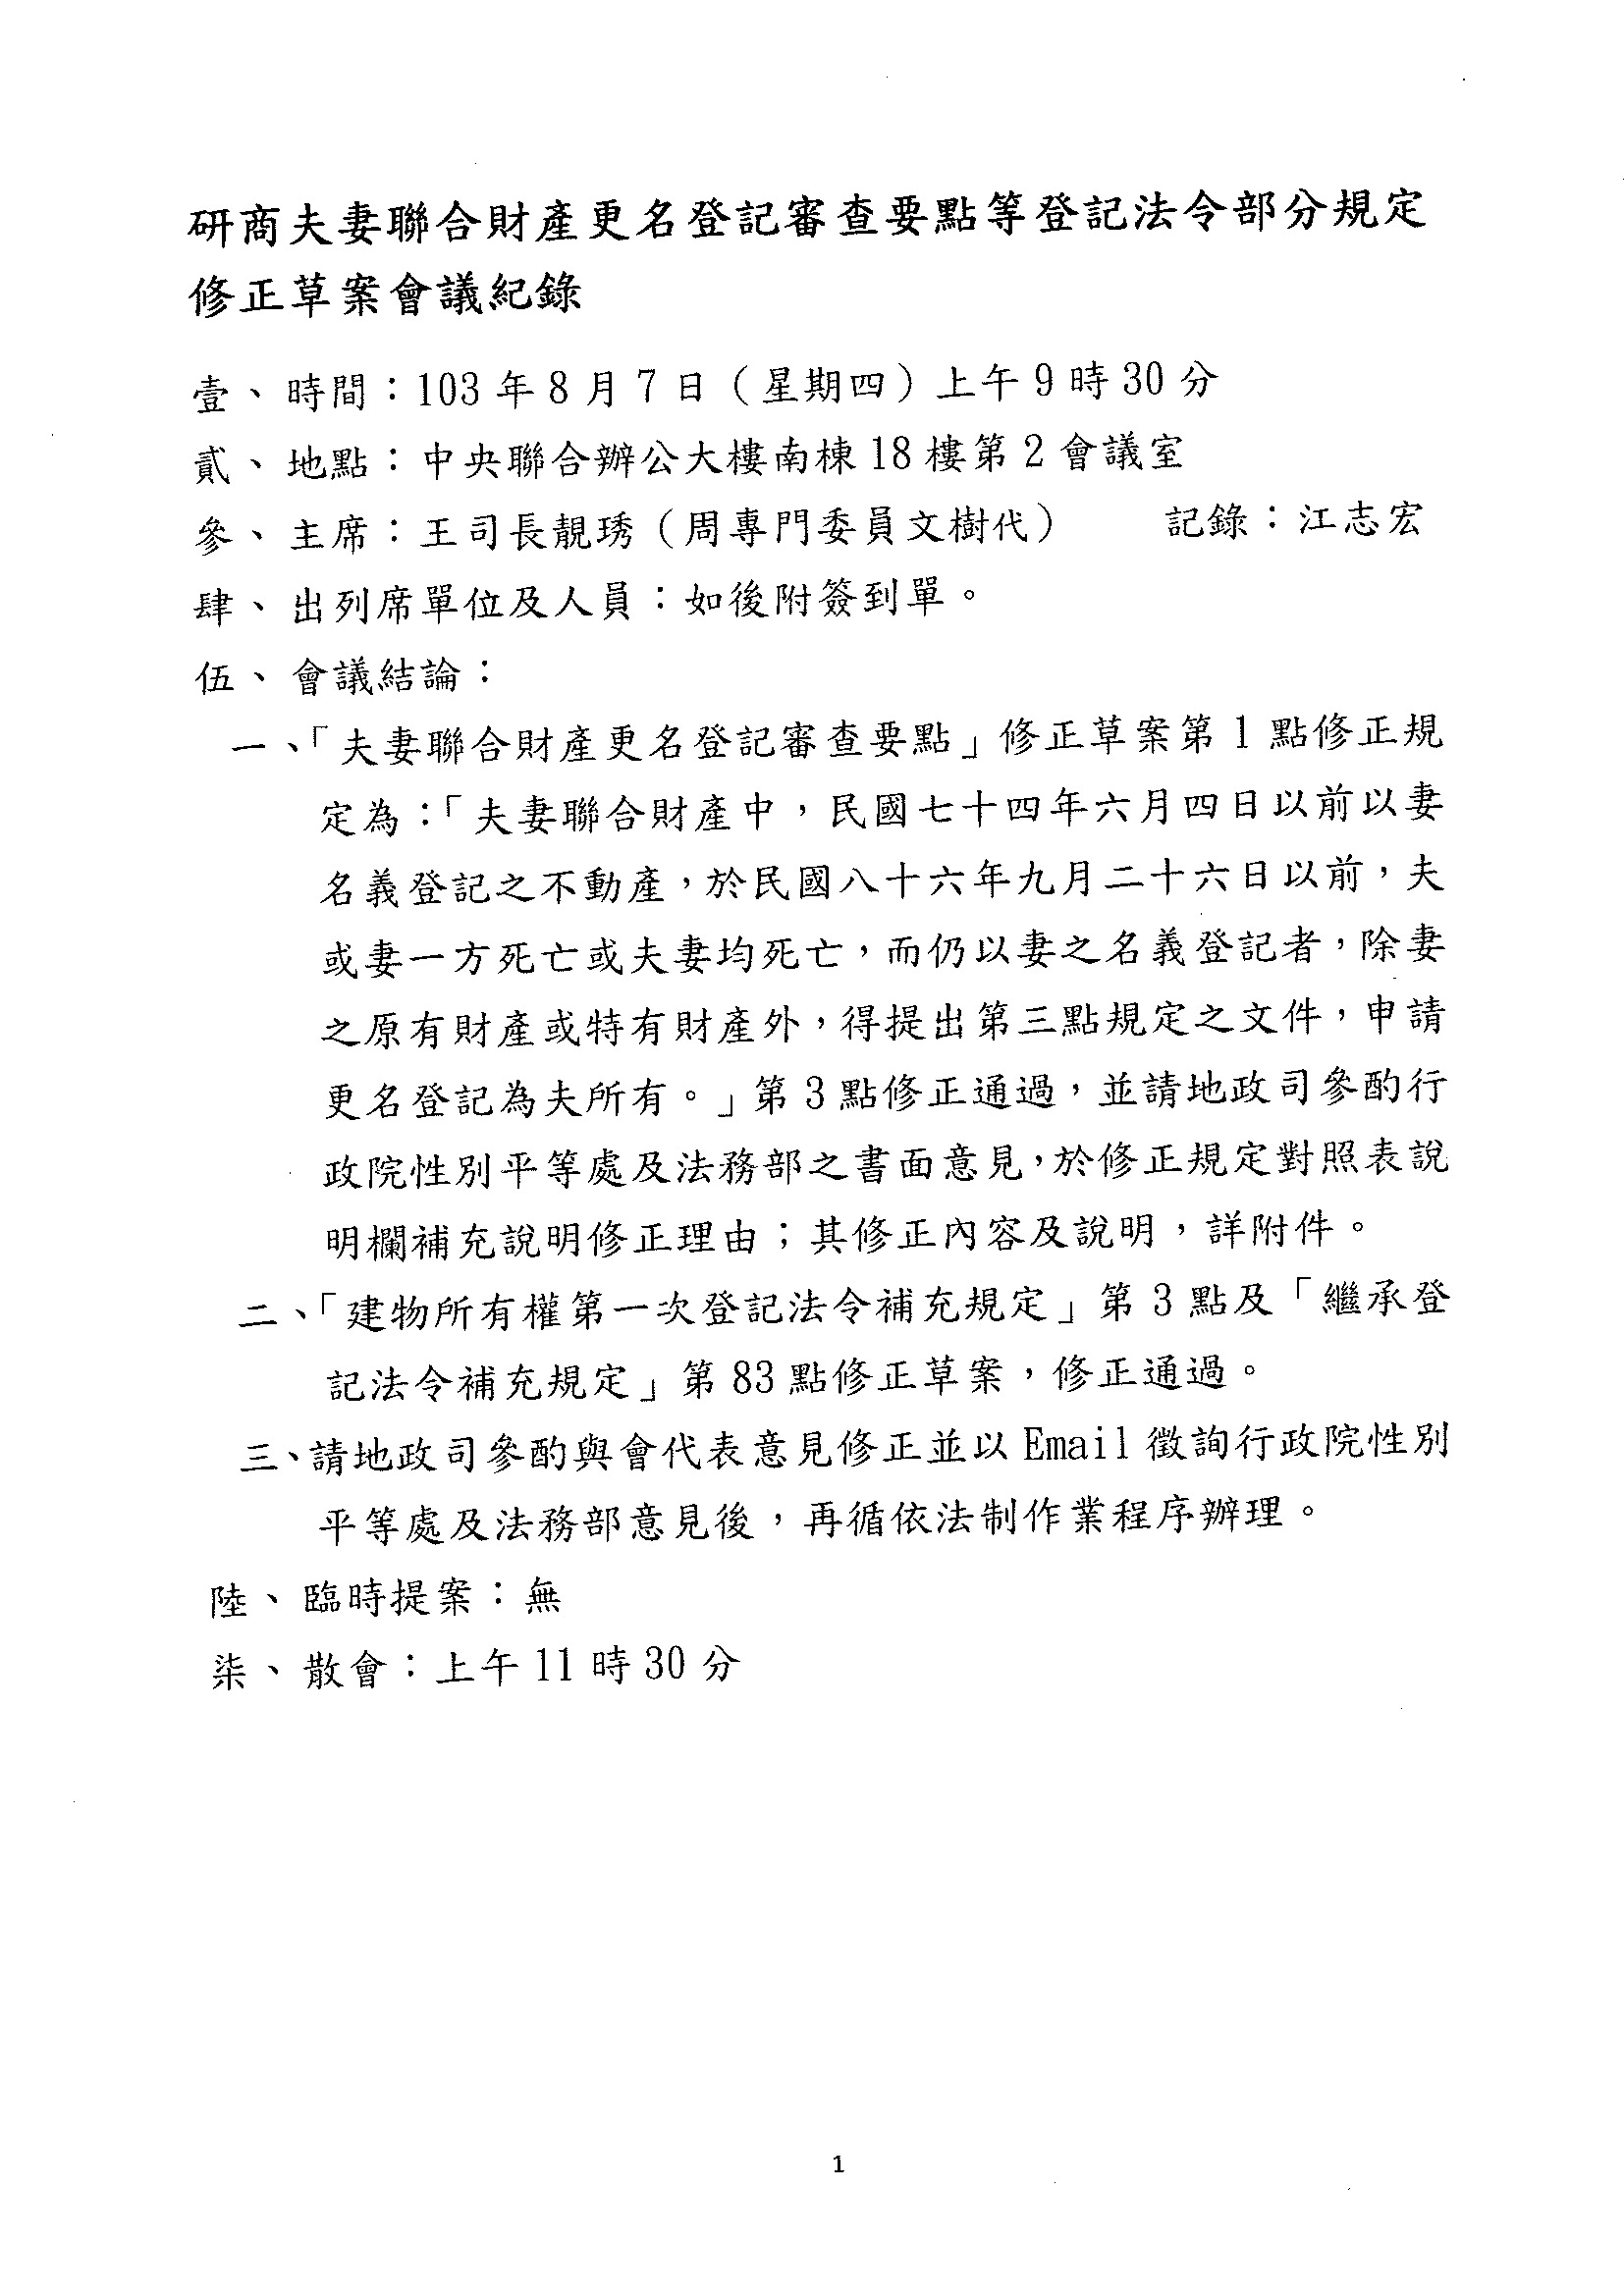 研商夫妻聯合財產更名登記審查要點等登記法令部分規定
修正草案會議紀錄
壹、時間：103年8月7日（星期四）上午9時30分
貳、地點：中央聯合辦公大樓南棟18樓第2會議室
參、主席：王司長靚琇（周專門委員文樹代） 記錄：江志宏
肆、出列席單位及人員：如後附簽到單。
伍、會議結論：
一、「夫妻聯合財產更名登記審查要點」修正草案第1點修正規
定為：「夫妻聯合財產中，民國七十四年六月四日以前以妻
名義登記之不動產，於民國八十六年九月二十六日以前，夫
或妻一方死亡或夫妻均死亡，而仍以妻之名義登記者，除妻
之原有財產或特有財產外，得提出第三點規定之文件，申請
更名登記為夫所有。」第3點修正通過，並請地政司參酌行
政院性別平等處及法務部之書面意見，於修正規定對照表說
明欄補充說明修正理由；其修正內容及說明，詳附件。
二、「建物所有權第一次登記法令補充規定」第3點及「繼承登
記法令補充規定」第83點修正草案，修正通過。
三、請地政司參酌與會代表意見修正並以Email徵詢行政院性別
平等處及法務部意見後，再循依法制作業程序辦理。
陸、臨時提案：無
柒、散會：上午11時30分
1